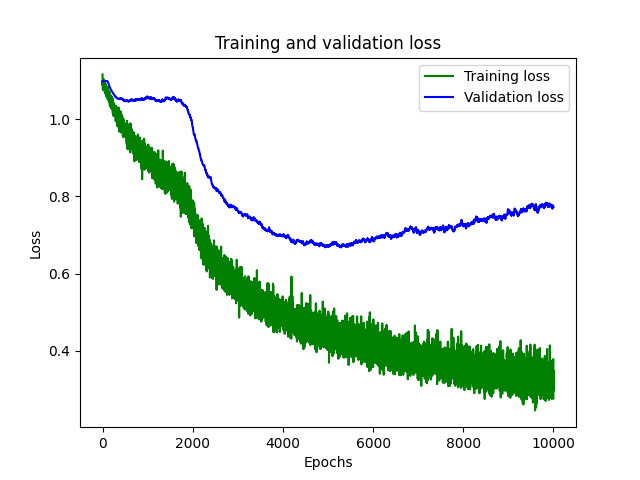 Training and validation loss
Training loss
Validation loss
Loss
1.0
0.8
0.6
0.4
0
2000
4000
6000
8000
10000
Epochs